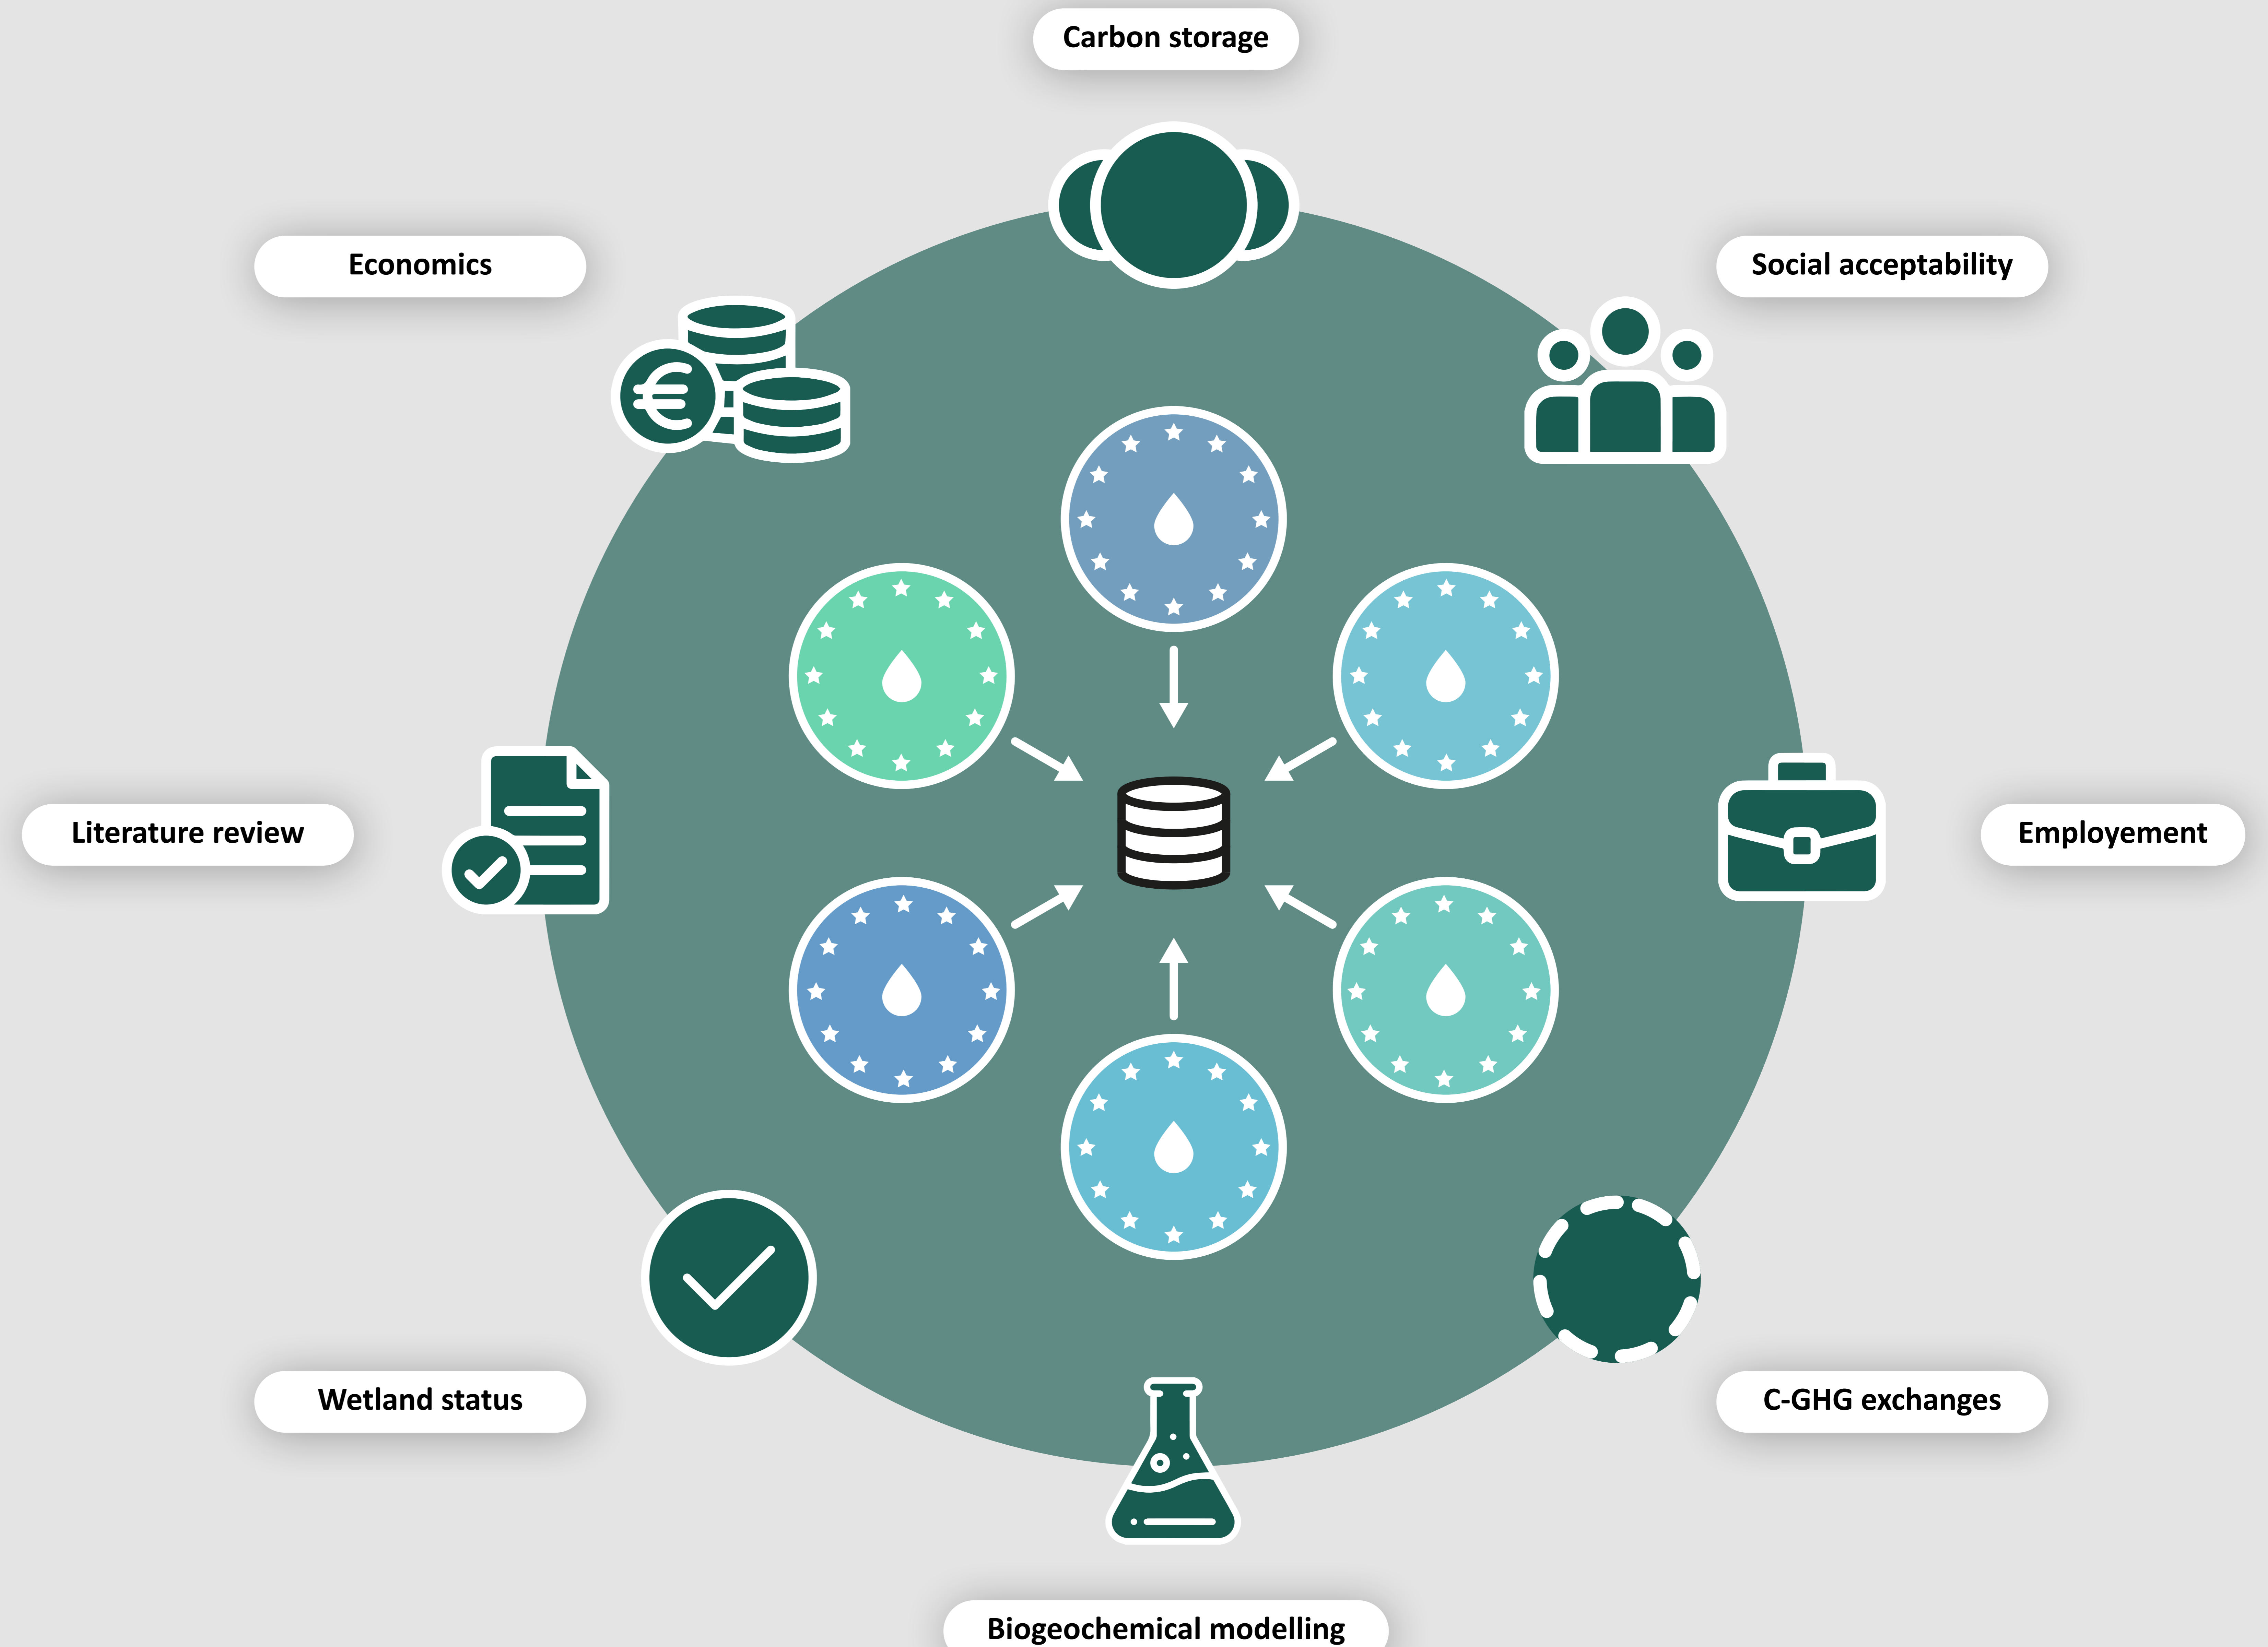 Carbon storage
Economics
Social acceptability
Literature review
Employement
Wetland status
C-GHG exchanges
Biogeochemical modelling